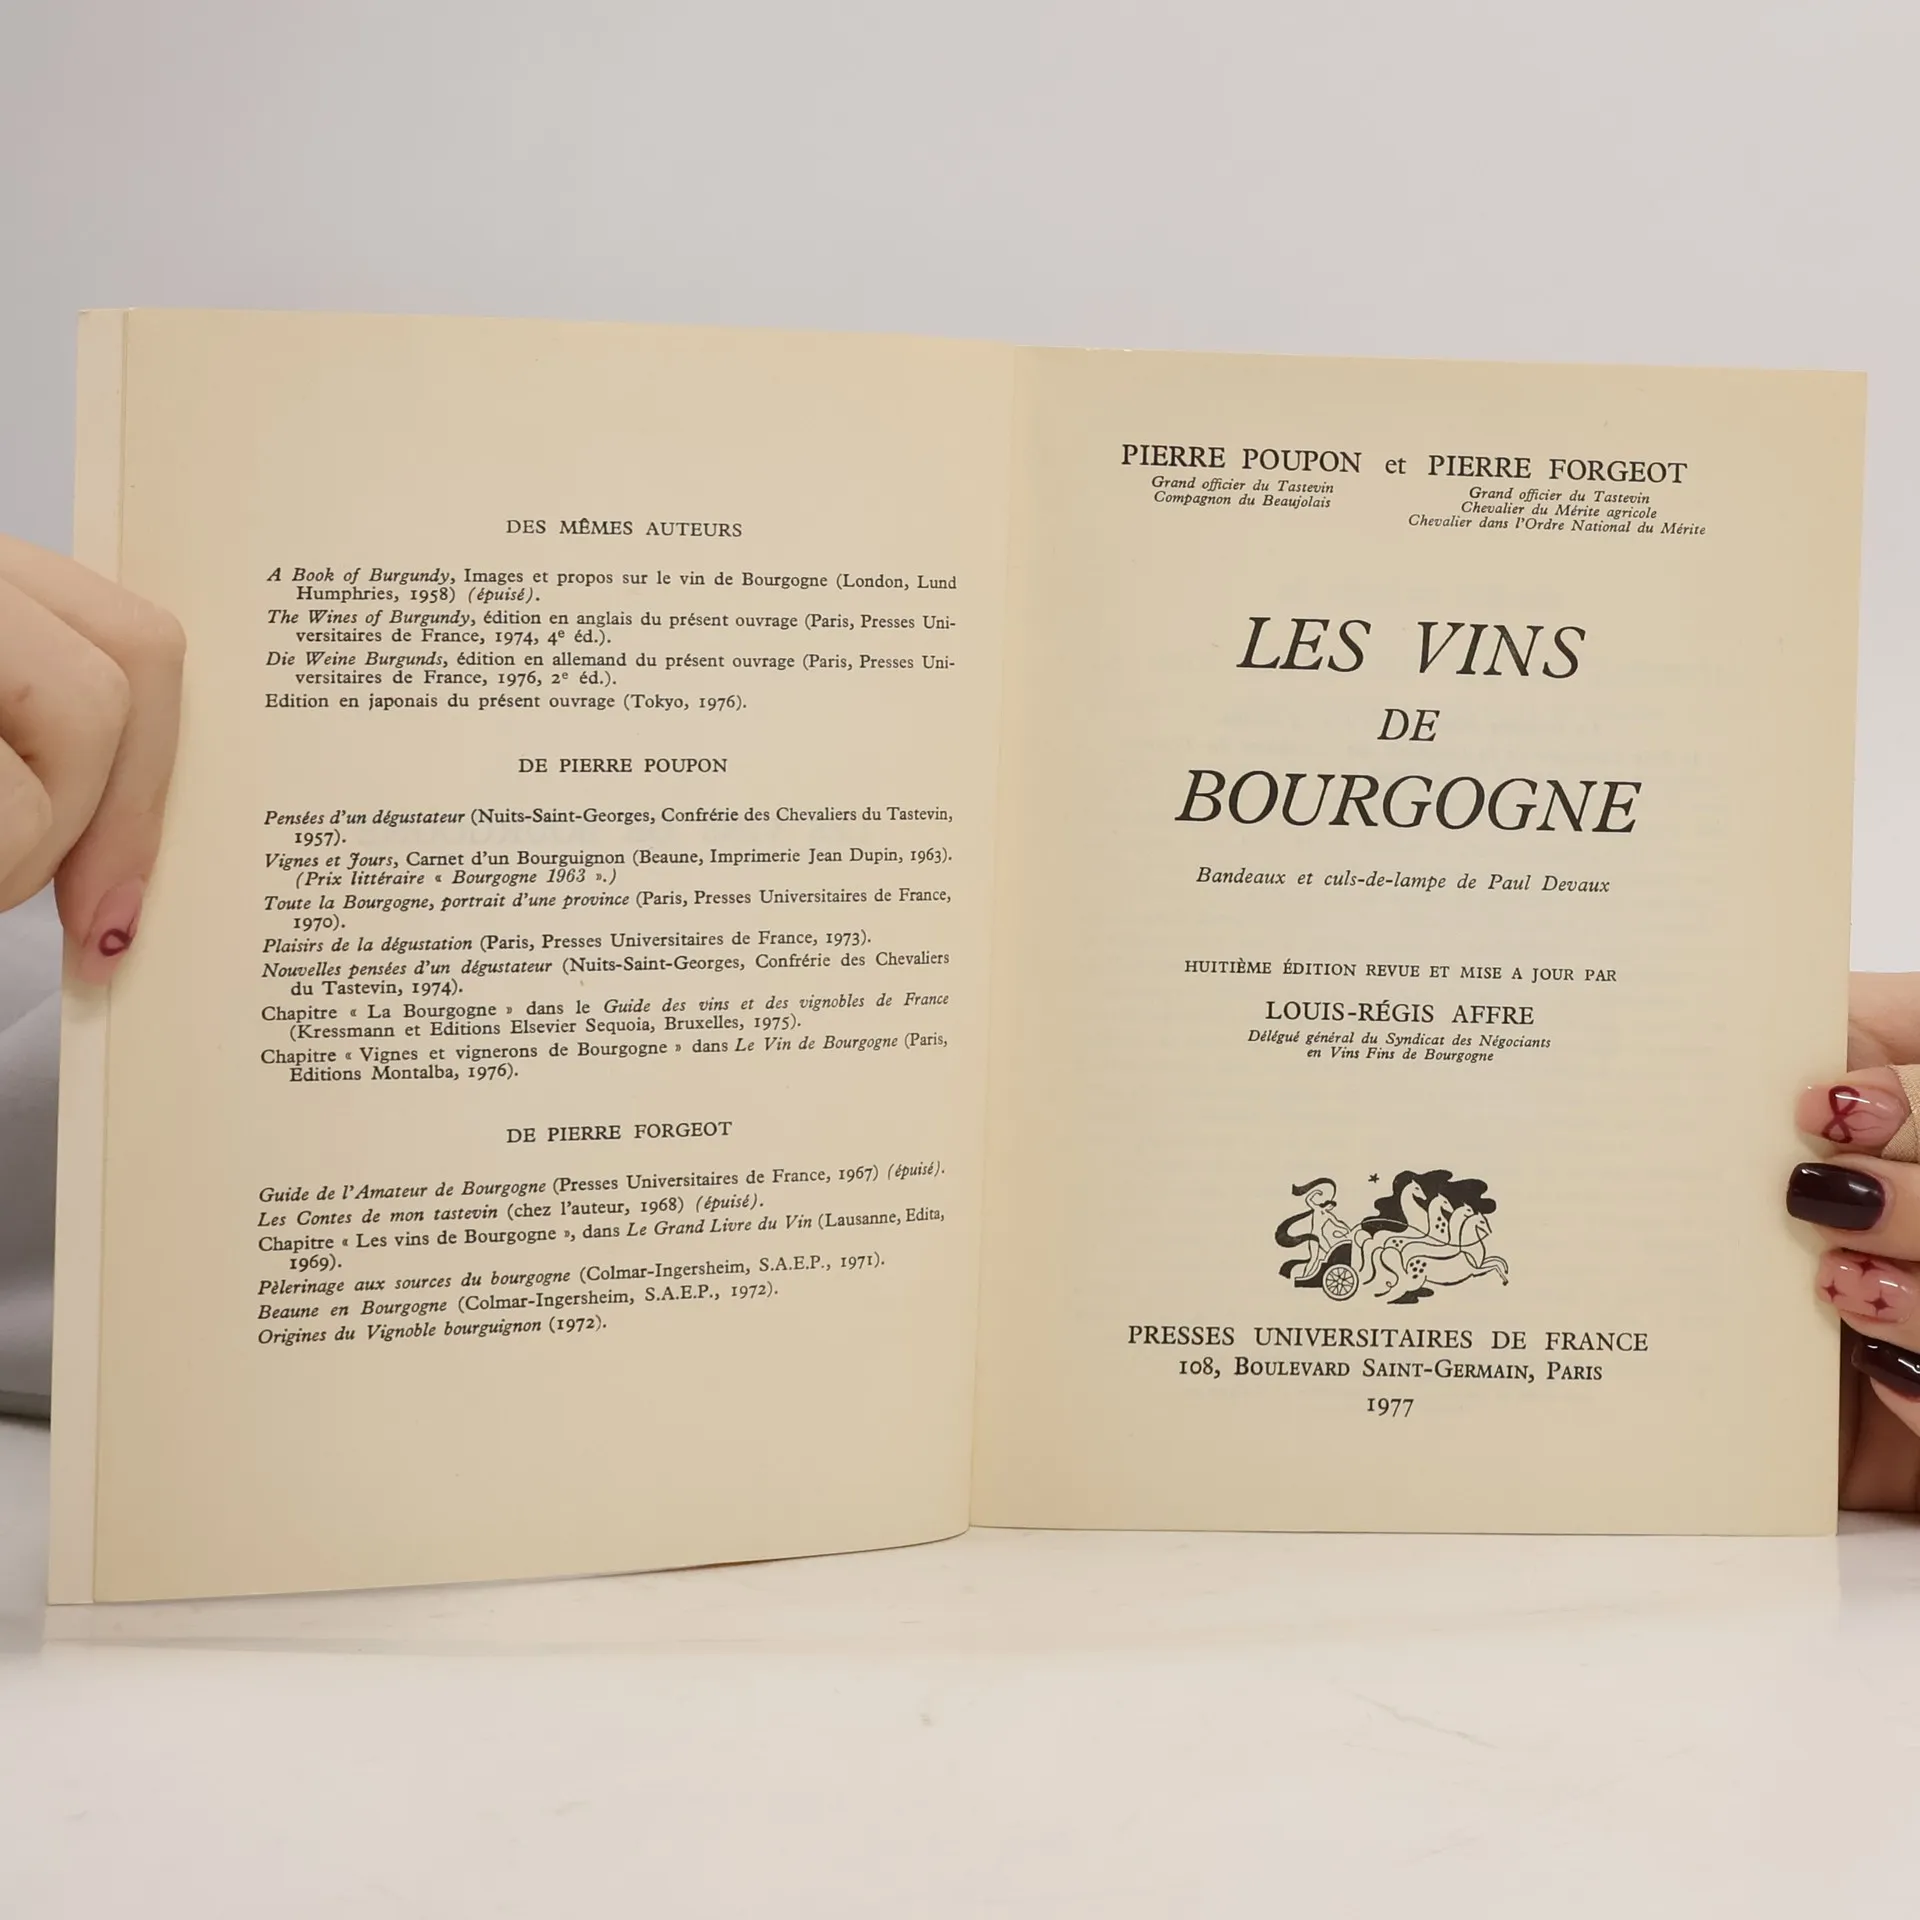 DES MÊMES AUTEURS
A Book of Burgundy, Images et propos sur le vin de Bourgogne (London, Lund
Humphries, 1958) (épuisé).
The Wines of Burgundy, édition en anglais du présent ouvrage (Paris, Presses Uni-
versitaires de France, 1974, 4e éd.).
Die Weine Burgunds, édition en allemand du présent ouvrage (Paris, Presses Uni-
versitaires de France, 1976, 2e éd.).
Edition en japonais du présent ouvrage (Tokyo, 1976).
DE PIERRE POUPON
Pensées d'un dégustateur (Nuits-Saint-Georges, Confrérie des Chevaliers du Tastevin,
1957).
Vignes et Jours, Carnet d'un Bourguignon (Beaune, Imprimerie Jean Dupin, 1963).
(Prix littéraire « Bourgogne 1963 ».)
Toute la Bourgogne, portrait d'une province (Paris, Presses Universitaires de France,
1970).
Plaisirs de la dégustation (Paris, Presses Universitaires de France, 1973).
Nouvelles pensées d'un dégustateur (Nuits-Saint-Georges, Confrérie des Chevaliers
du Tastevin, 1974).
Chapitre « La Bourgogne » dans le Guide des vins et des vignobles de France
(Kressmann et Editions Elsevier Sequoia, Bruxelles, 1975).
Chapitre « Vignes et vignerons de Bourgogne » dans Le Vin de Bourgogne (Paris,
Editions Montalba, 1976).
DE PIERRE FORGEOT
Guide de l'Amateur de Bourgogne (Presses Universitaires de France, 1967) (épuisé).
Les Contes de mon tastevin (chez l'auteur, 1968) (épuisé).
Chapitre « Les vins de Bourgogne », dans Le Grand Livre du Vin (Lausanne, Edita,
1969).
Pèlerinage aux sources du bourgogne (Colmar-Ingersheim, S.A.E.P., 1971).
Beaune en Bourgogne (Colmar-Ingersheim, S.A.E.P., 1972).
Origines du Vignoble bourguignon (1972).
PIERRE POUPON et PIERRE FORGEOT
Grand officier du Tastevin
Compagnon du Beaujolais
Grand officier du Tastevin
Chevalier du Mérite agricole
Chevalier dans l'Ordre National du Mérite
LES VINS
DE
BOURGOGNE
Bandeaux et culs-de-lampe de Paul Devaux
HUITIÈME ÉDITION REVUE ET MISE A JOUR PAR
LOUIS-RÉGIS AFFRE
Délégué général du Syndicat des Négociants
en Vins Fins de Bourgogne
PRESSES UNIVERSITAIRES DE FRANCE
108, BOULEVARD SAINT-GERMAIN, PARIS
1977